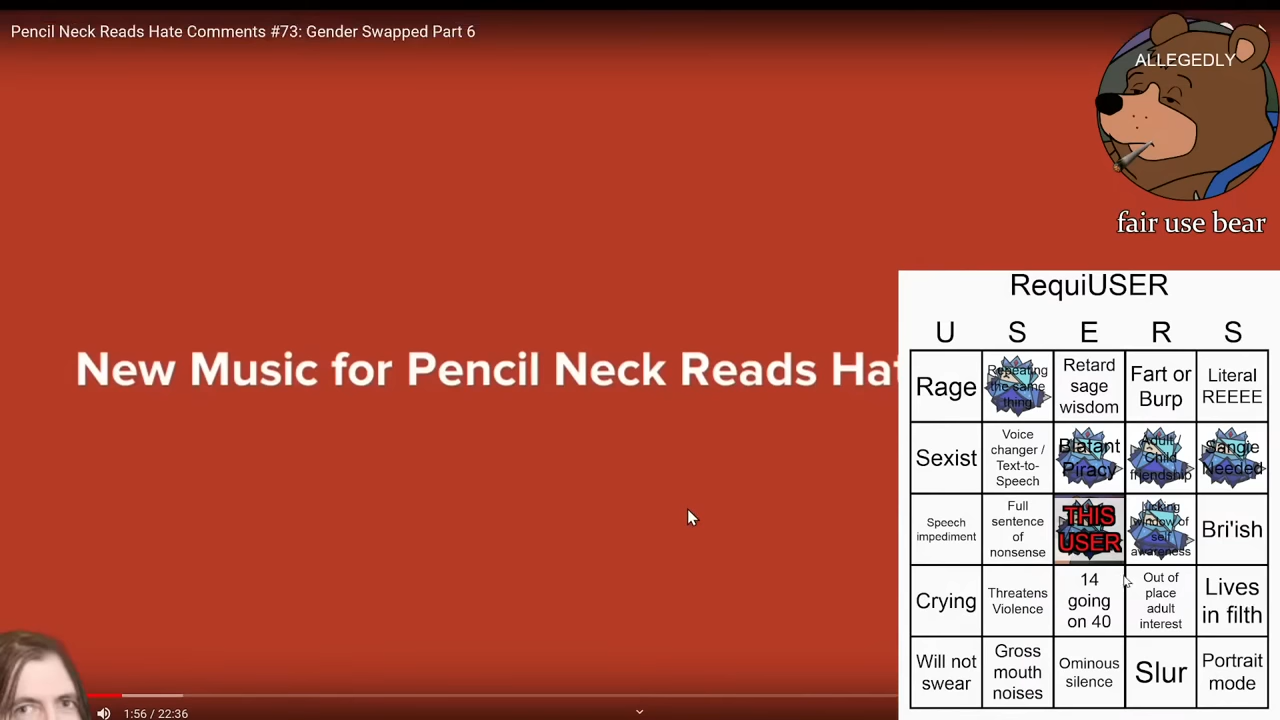 Pencil Neck Reads Hate Comments #73: Gender Swapped Part 6
ALLEGEDLY
fair use bear
New Music for Pencil Neck Reads Hat
RequiUSER
U S E R S
Rage
Repeating
the same
thing
Retard
sage
wisdom
Fart or
Burp
Literal
REEEE
Sexist
Voice
changer /
Text-to-
Speech
Blatant
Piracy
Adult /
Child
friendship
Sangie
Needed
Speech
impediment
Full
sentence
of
nonsense
THIS
USER
licking
window of
self
awareness
Bri'ish
Crying
Threatens
Violence
14
going
on 40
Out of
place
adult
interest
Lives
in filth
Will not
swear
Gross
mouth
noises
Ominous
silence
Slur
Portrait
mode
1:56 / 22:36